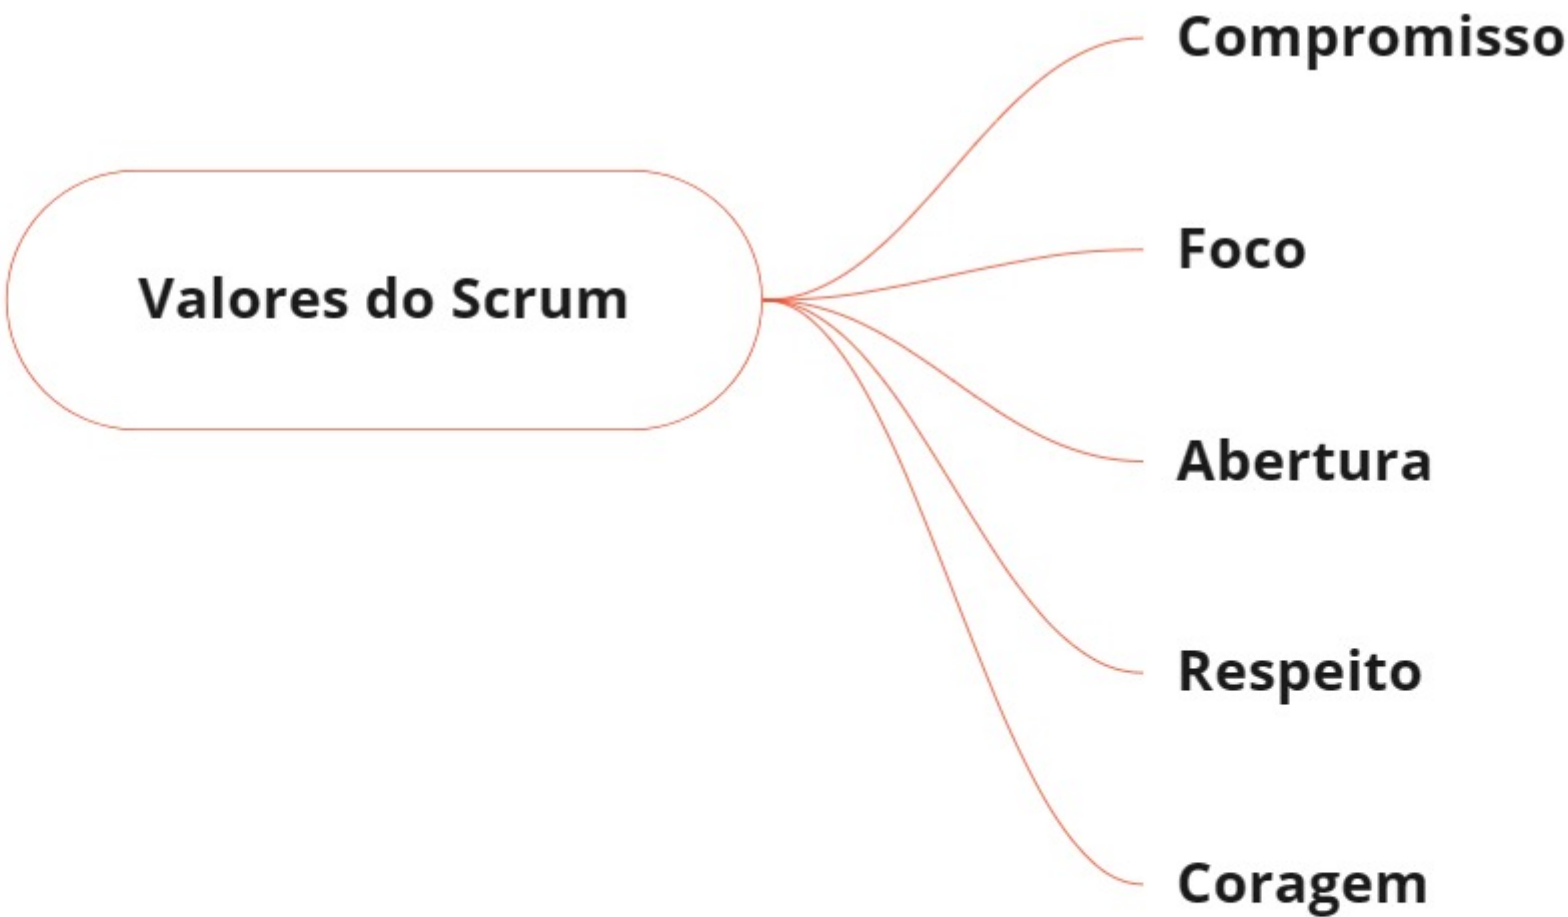 Valores do Scrum
Compromisso
Foco
Abertura
Respeito
Coragem